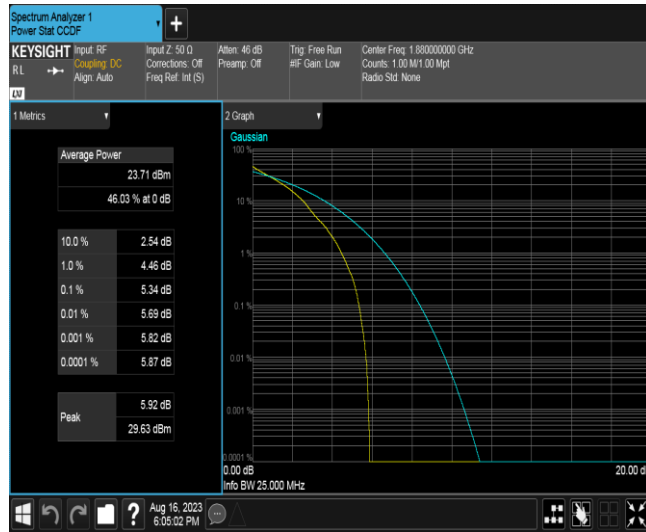 Spectrum Analyzer 1
Power Stat CCDF
+
KEYSIGHT
R L
LXI
Input: RF
Coupling: DC
Align: Auto
Input Z: 50 Ω
Corrections: Off
Freq Ref: Int (S)
Atten: 46 dB
Preamp: Off
Trig: Free Run
#IF Gain: Low
Center Freq: 1.880000000 GHz
Counts: 1.00 M/1.00 Mpt
Radio Std: None
1 Metrics
Average Power
23.71 dBm
46.03 % at 0 dB
10.0 % 2.54 dB
1.0 % 4.46 dB
0.1 % 5.34 dB
0.01 % 5.69 dB
0.001 % 5.82 dB
0.0001 % 5.87 dB
Peak
5.92 dB
29.63 dBm
2 Graph
Gaussian
100 %
10 %
1 %
0.1 %
0.01 %
0.001 %
0.0001 %
0.00 dB
20.00 d
Info BW 25.000 MHz
?
Aug 16, 2023
6:05:02 PM